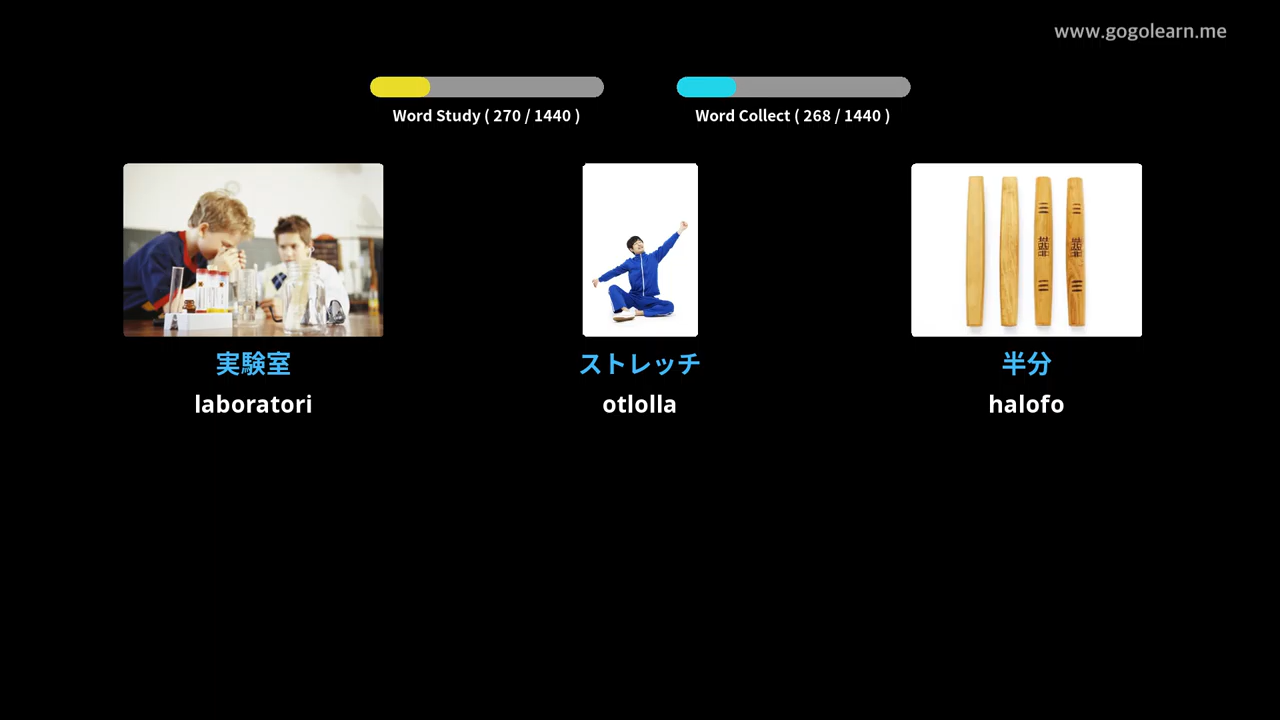 www.gogolearn.me
Word Study ( 270 / 1440 )
Word Collect ( 268 / 1440 )
実験室
ストレッチ
半分
laboratori
otlolla
halofo